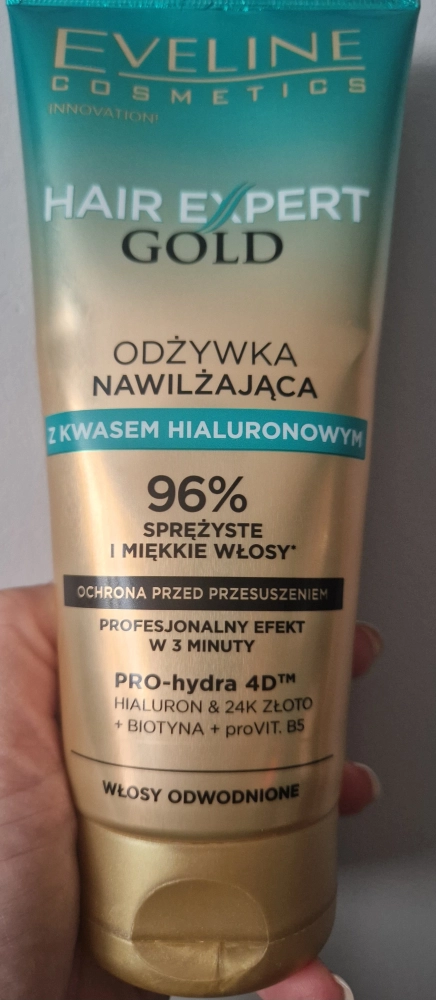 EVELINE
COSMETICS
INNOVATION!
HAIR EXPERT
GOLD
ODŻYWKA
NAWILŻAJĄCA
Z KWASEM HIALURONOWYM
96%
SPRĘŻYSTE
I MIĘKKIE WŁOSY*
OCHRONA PRZED PRZESUSZENIEM
PROFESJONALNY EFEKT
W 3 MINUTY
PRO-hydra 4D™
HIALURON & 24K ZŁOTO
+ BIOTYNA + proVIT. B5
WŁOSY ODWODNIONE